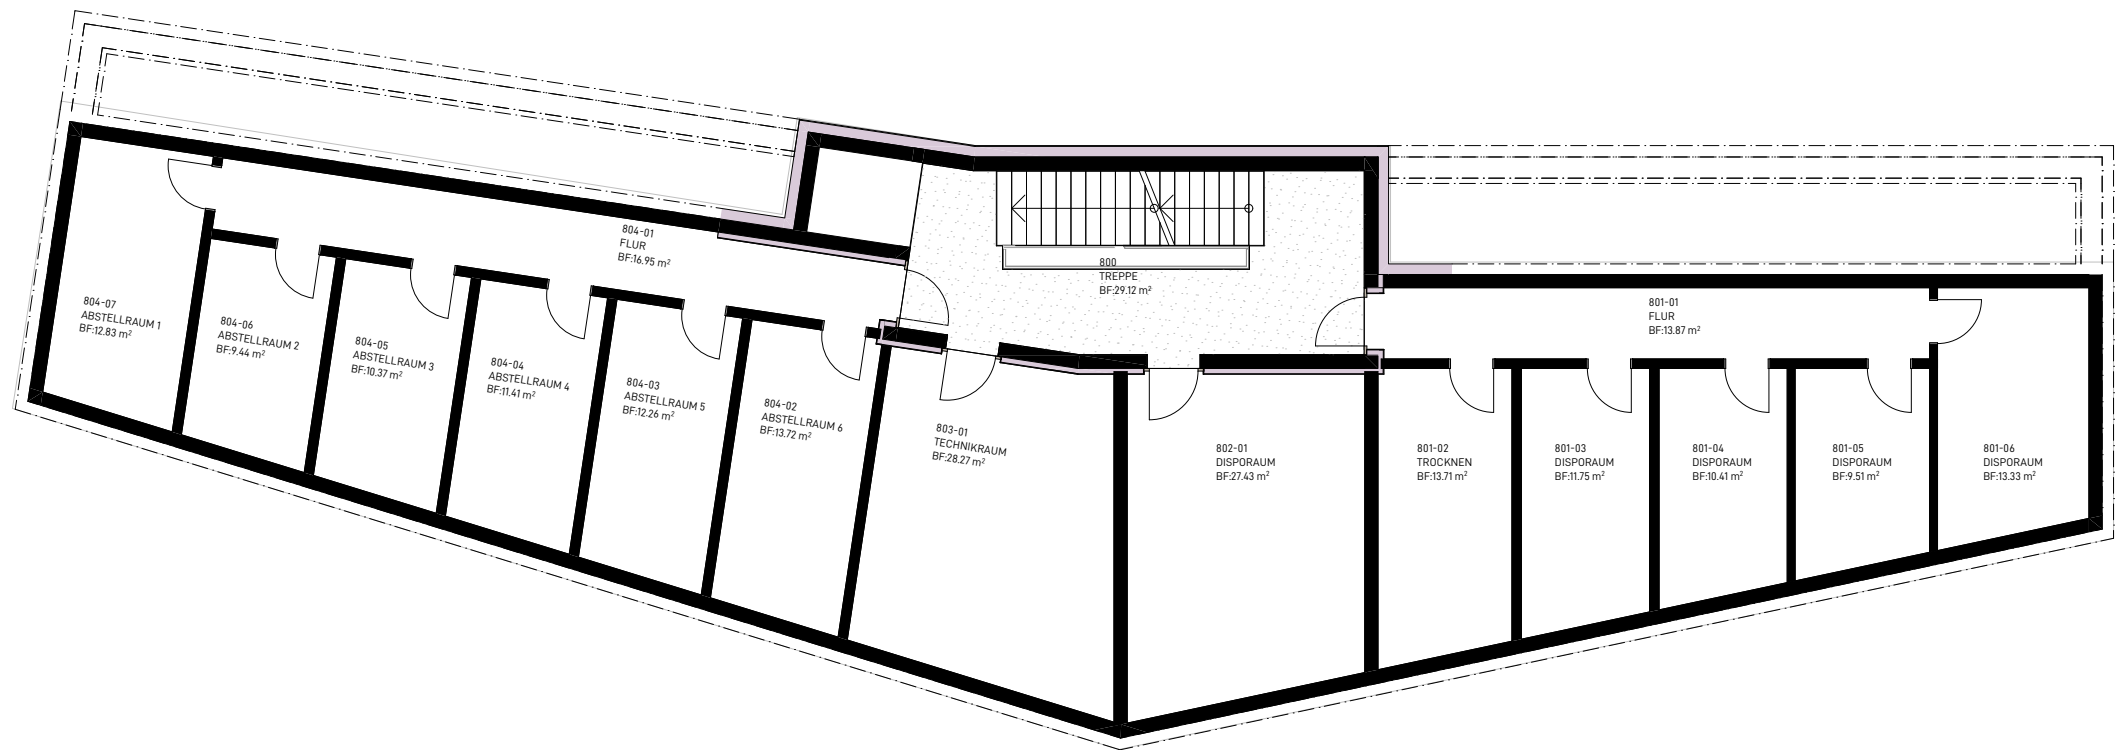 804-07
ABSTELLRAUM 1
BF:12.83 m²
804-06
ABSTELLRAUM 2
BF:9.44 m²
804-05
ABSTELLRAUM 3
BF:10.37 m²
804-04
ABSTELLRAUM 4
BF:11.41 m²
804-03
ABSTELLRAUM 5
BF:12.26 m²
804-02
ABSTELLRAUM 6
BF:13.72 m²
804-01
FLUR
BF:16.95 m²
803-01
TECHNIKRAUM
BF:28.27 m²
800
TREPPE
BF:29.12 m²
802-01
DISPORAUM
BF:27.43 m²
801-01
FLUR
BF:13.87 m²
801-02
TROCKNEN
BF:13.71 m²
801-03
DISPORAUM
BF:11.75 m²
801-04
DISPORAUM
BF:10.41 m²
801-05
DISPORAUM
BF:9.51 m²
801-06
DISPORAUM
BF:13.33 m²